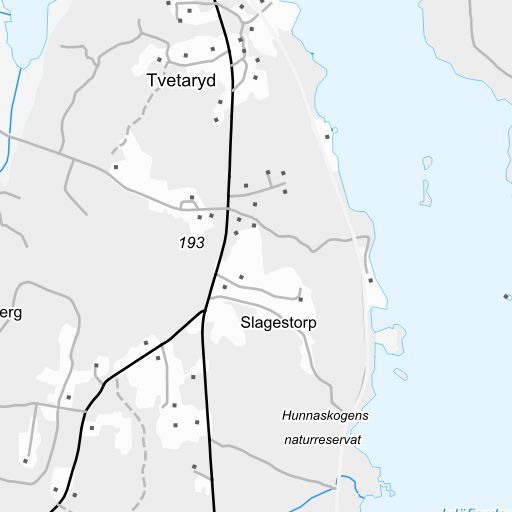 Tvetaryd
193
erg
Slagestorp
Hunnaskogens
naturreservat